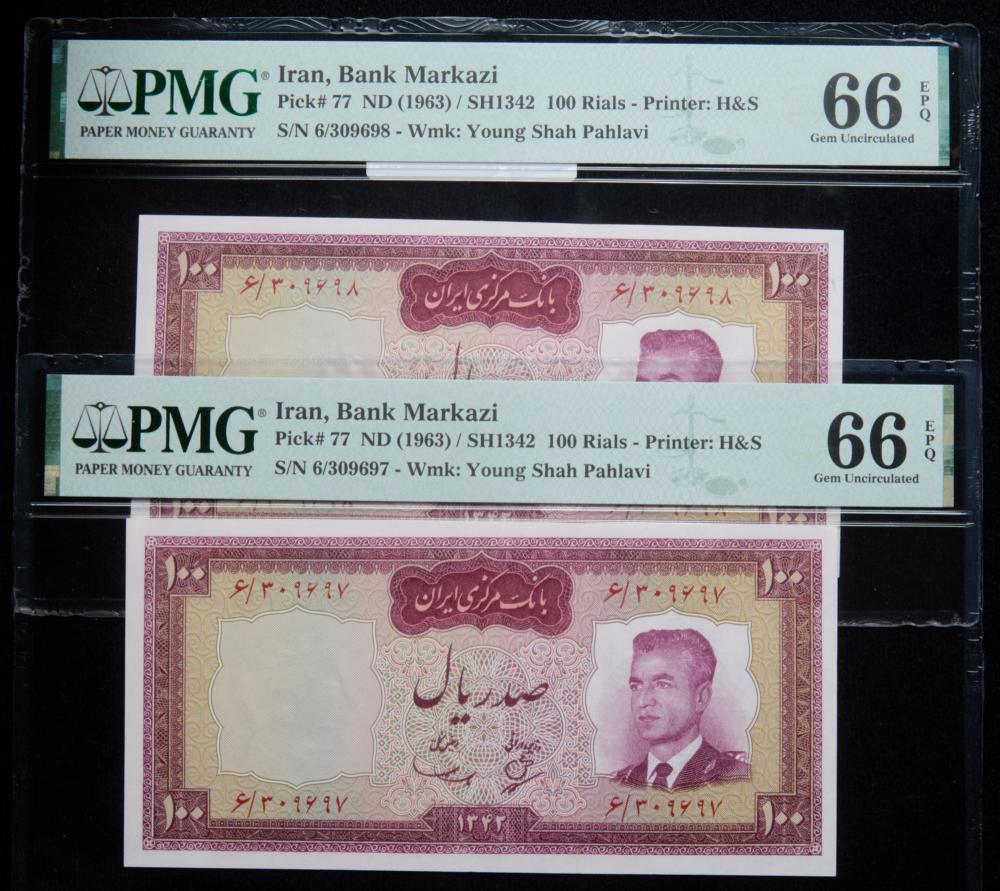 PMG® Iran, Bank Markazi
PAPER MONEY GUARANTY
Pick# 77 ND (1963) / SH1342 100 Rials - Printer: H&S
S/N 6/309698 - Wmk: Young Shah Pahlavi
66 EPQ
Gem Uncirculated
۱۰۰ ۱۰۰
۶/۳۰۹۶۹۸ بانک مرکزی ایران ۶/۳۰۹۶۹۸
PMG® Iran, Bank Markazi
PAPER MONEY GUARANTY
Pick# 77 ND (1963) / SH1342 100 Rials - Printer: H&S
S/N 6/309697 - Wmk: Young Shah Pahlavi
66 EPQ
Gem Uncirculated
۱۰۰ ۱۰۰
۶/۳۰۹۶۹۷ بانک مرکزی ایران ۶/۳۰۹۶۹۷
صد ریال
۶/۳۰۹۶۹۷ ۶/۳۰۹۶۹۷
۱۰۰ ۱۳۴۲ ۱۰۰